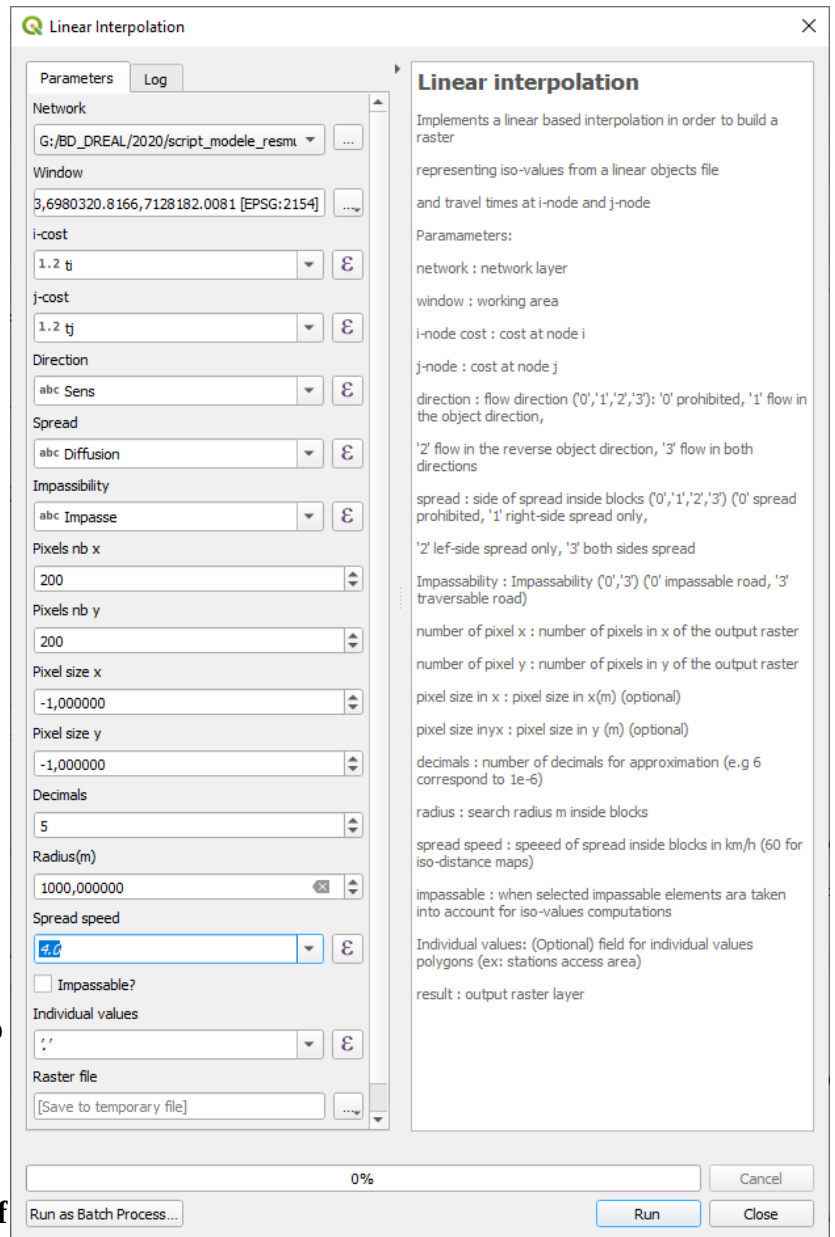 Linear Interpolation
Parameters
Log
Network
G:/BD_DREAL/2020/script_modele_resmu
...
Window
3,6980320.8166,7128182.0081 [EPSG:2154]
...
i-cost
1.2 ti
ε
j-cost
1.2 tj
ε
Direction
abc Sens
ε
Spread
abc Diffusion
ε
Impassibility
abc Impasse
ε
Pixels nb x
200
Pixels nb y
200
Pixel size x
-1,000000
Pixel size y
-1,000000
Decimals
5
Radius(m)
1000,000000
Spread speed
4.0
ε
Impassable?
Individual values
'.'
ε
Raster file
[Save to temporary file]
...
Linear interpolation
Implements a linear based interpolation in order to build a
raster
representing iso-values from a linear objects file
and travel times at i-node and j-node
Paramameters:
network : network layer
window : working area
i-node cost : cost at node i
j-node : cost at node j
direction : flow direction ('0','1','2','3'): '0' prohibited, '1' flow in
the object direction,
'2' flow in the reverse object direction, '3' flow in both
directions
spread : side of spread inside blocks ('0','1','2','3') ('0' spread
prohibited, '1' right-side spread only,
'2' lef-side spread only, '3' both sides spread
Impassability : Impassability ('0','3') ('0' impassable road, '3'
traversable road)
number of pixel x : number of pixels in x of the output raster
number of pixel y : number of pixels in y of the output raster
pixel size in x : pixel size in x(m) (optional)
pixel size inyx : pixel size in y (m) (optional)
decimals : number of decimals for approximation (e.g 6
correspond to 1e-6)
radius : search radius m inside blocks
spread speed : speeed of spread inside blocks in km/h (60 for
iso-distance maps)
impassable : when selected impassable elements ara taken
into account for iso-values computations
Individual values: (Optional) field for individual values
polygons (ex: stations access area)
result : output raster layer
0%
Cancel
f
Run as Batch Process...
Run
Close